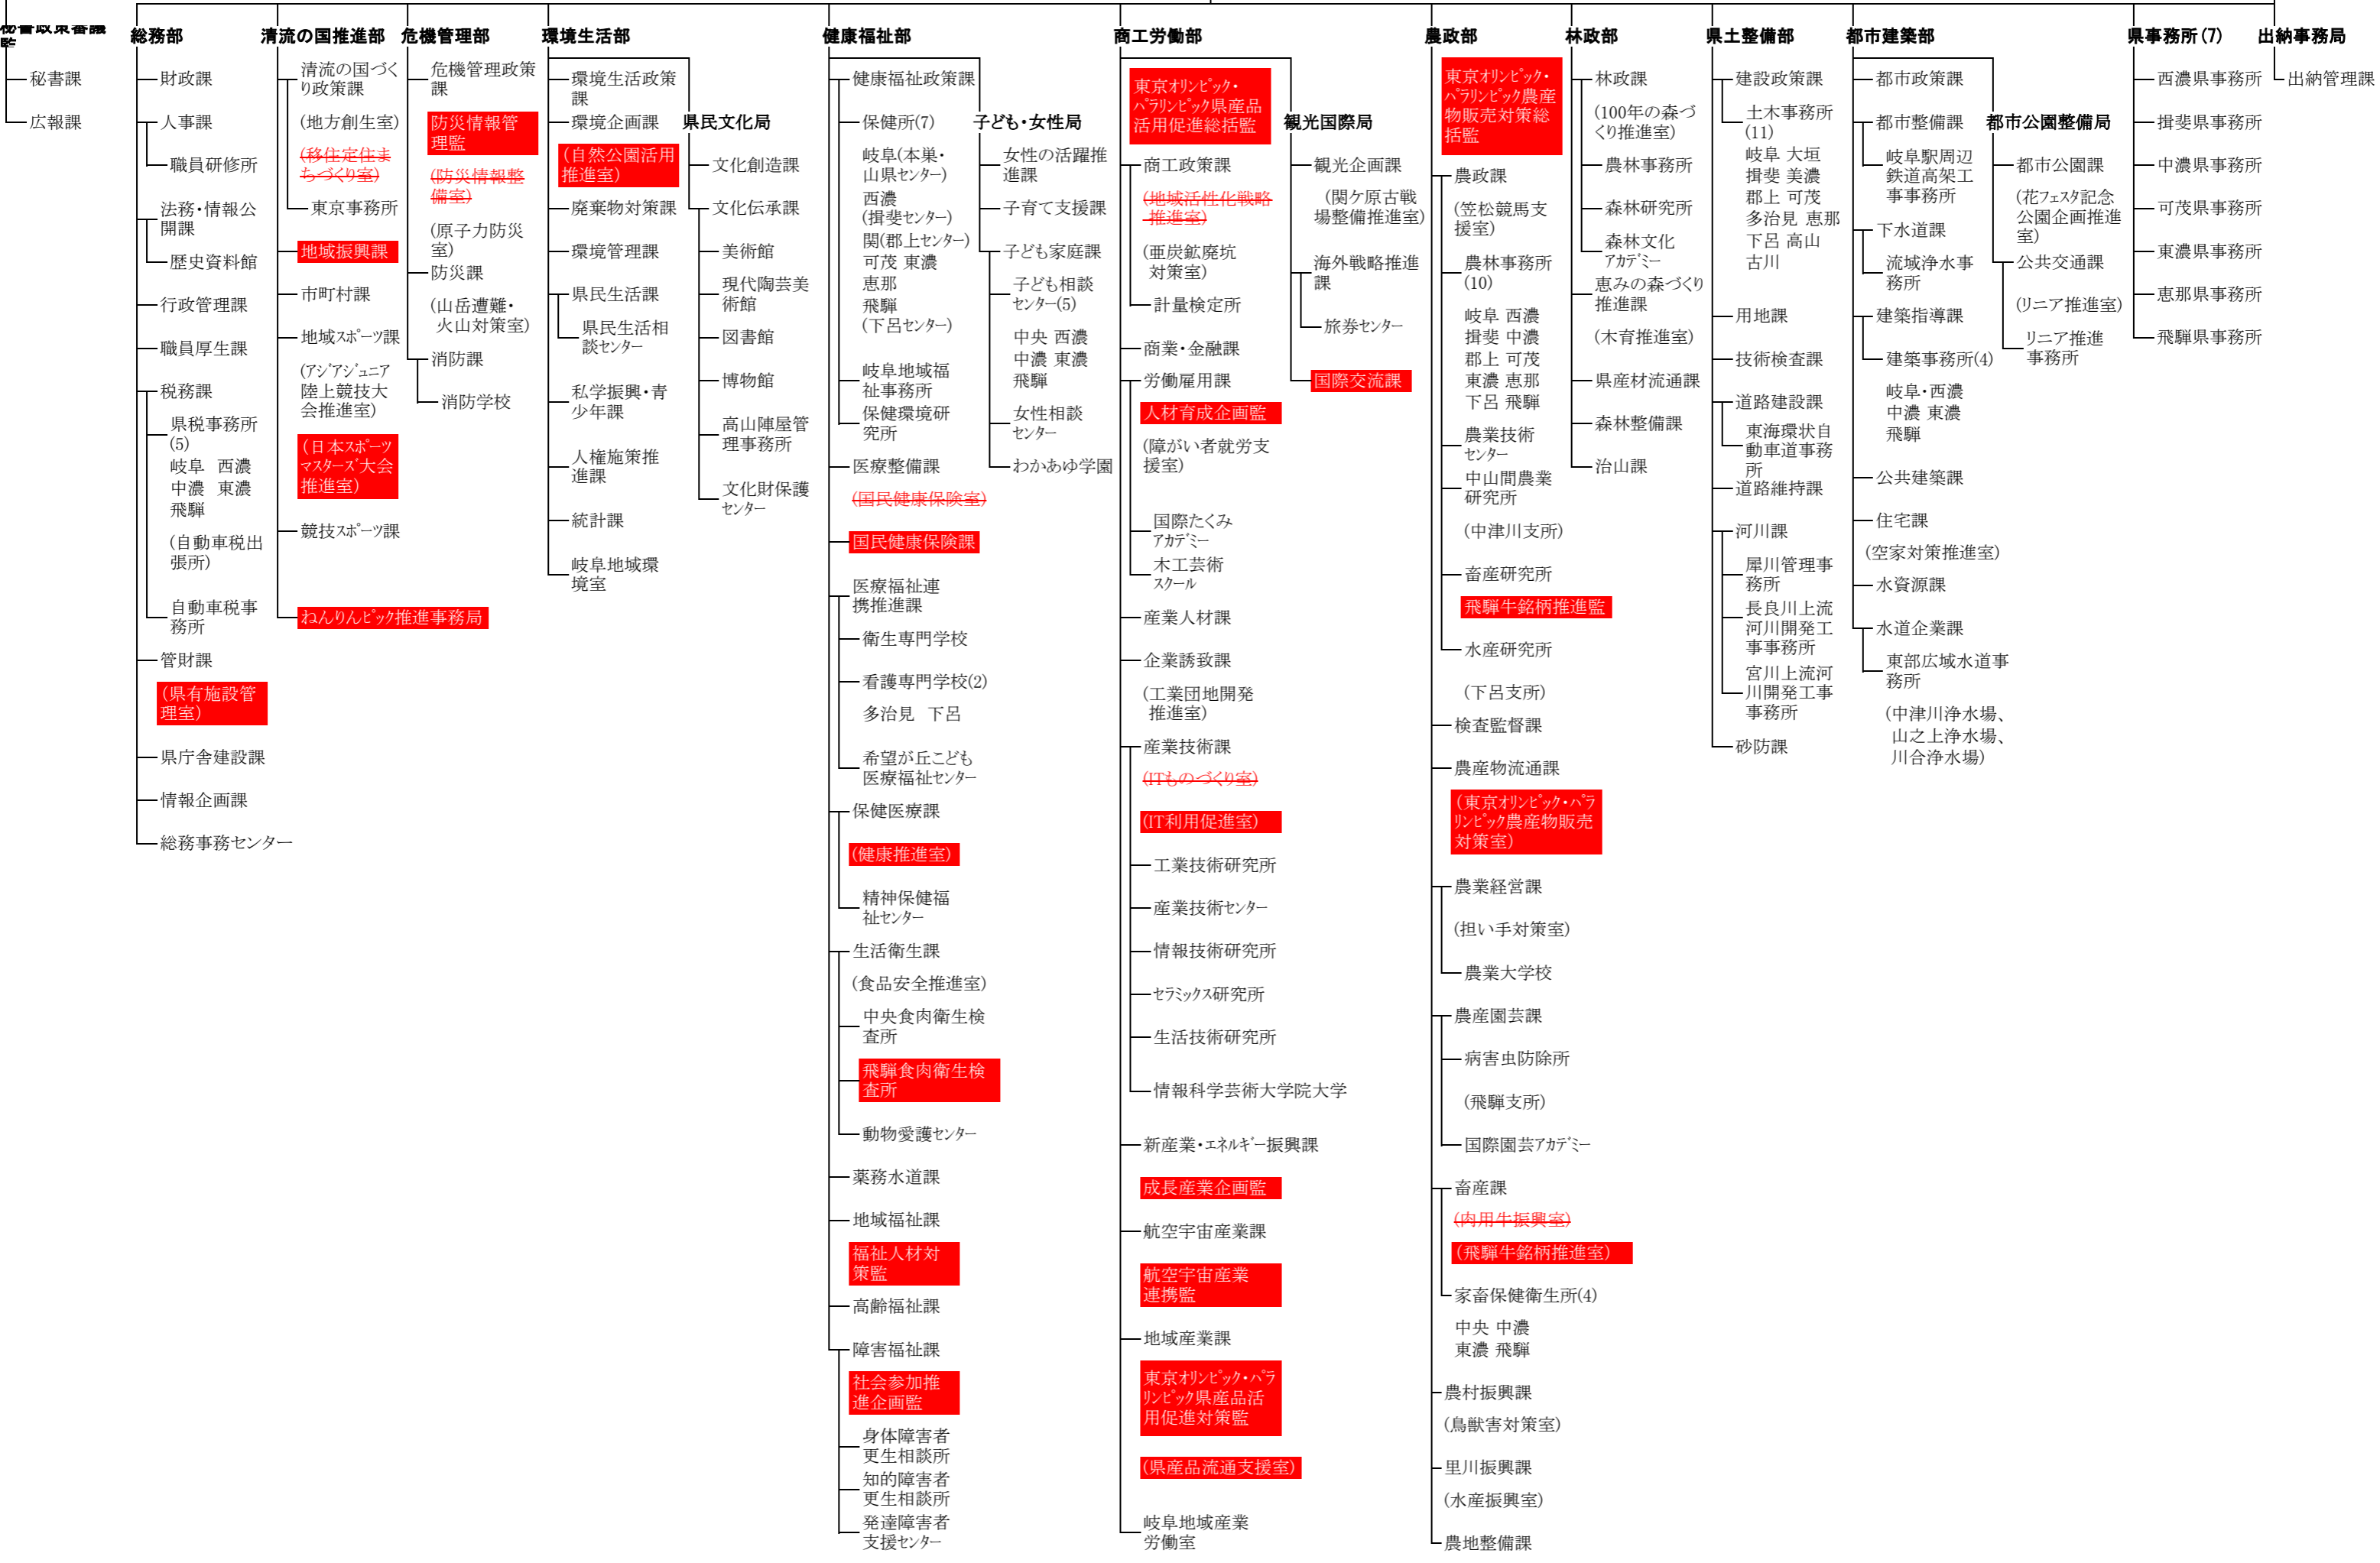 秘書政策審議
監
秘書課
広報課
総務部
財政課
人事課
職員研修所
法務・情報公
開課
歴史資料館
行政管理課
職員厚生課
税務課
県税事務所
(5)
岐阜 西濃
中濃 東濃
飛騨
(自動車税出
張所)
自動車税事
務所
管財課
(県有施設管
理室)
県庁舎建設課
情報企画課
総務事務センター
清流の国推進部
清流の国づく
り政策課
(地方創生室)
(移住定住ま
ちづくり室)
東京事務所
地域振興課
市町村課
地域スポーツ課
(アジアジュニア
陸上競技大
会推進室)
(日本スポーツ
マスターズ大会
推進室)
競技スポーツ課
ねんりんピック推進事務局
危機管理部
危機管理政策
課
防災情報管
理監
(防災情報整
備室)
(原子力防災
室)
防災課
(山岳遭難・
火山対策室)
消防課
消防学校
環境生活部
環境生活政策
課
環境企画課
(自然公園活用
推進室)
廃棄物対策課
環境管理課
県民生活課
県民生活相
談センター
私学振興・青
少年課
人権施策推
進課
統計課
岐阜地域環
境室
県民文化局
文化創造課
文化伝承課
美術館
現代陶芸美
術館
図書館
博物館
高山陣屋管
理事務所
文化財保護
センター
健康福祉部
健康福祉政策課
保健所(7)
岐阜(本巣・
山県センター)
西濃
(揖斐センター)
関(郡上センター)
可茂 東濃
恵那
飛騨
(下呂センター)
岐阜地域福
祉事務所
保健環境研
究所
医療整備課
(国民健康保険室)
国民健康保険課
医療福祉連
携推進課
衛生専門学校
看護専門学校(2)
多治見 下呂
希望が丘こども
医療福祉センター
保健医療課
(健康推進室)
精神保健福
祉センター
生活衛生課
(食品安全推進室)
中央食肉衛生検
査所
飛騨食肉衛生検
査所
動物愛護センター
薬務水道課
地域福祉課
福祉人材対
策監
高齢福祉課
障害福祉課
社会参加推
進企画監
身体障害者
更生相談所
知的障害者
更生相談所
発達障害者
支援センター
子ども・女性局
女性の活躍推
進課
子育て支援課
子ども家庭課
子ども相談
センター(5)
中央 西濃
中濃 東濃
飛騨
女性相談
センター
わかあゆ学園
商工労働部
東京オリンピック・
パラリンピック県産品
活用促進総括監
商工政策課
(地域活性化戦略
推進室)
(亜炭鉱廃坑
対策室)
計量検定所
商業・金融課
労働雇用課
人材育成企画監
(障がい者就労支
援室)
国際たくみ
アカデミー
木工芸術
スクール
産業人材課
企業誘致課
(工業団地開発
推進室)
産業技術課
(ITものづくり室)
(IT利用促進室)
工業技術研究所
産業技術センター
情報技術研究所
セラミックス研究所
生活技術研究所
情報科学芸術大学院大学
新産業・エネルギー振興課
成長産業企画監
航空宇宙産業課
航空宇宙産業
連携監
地域産業課
東京オリンピック・パラ
リンピック県産品活
用促進対策監
(県産品流通支援室)
岐阜地域産業
労働室
観光国際局
観光企画課
(関ケ原古戦
場整備推進室)
海外戦略推進
課
旅券センター
国際交流課
農政部
東京オリンピック・
パラリンピック農産
物販売対策総
括監
農政課
(笠松競馬支
援室)
農林事務所
(10)
岐阜 西濃
揖斐 中濃
郡上 可茂
東濃 恵那
下呂 飛騨
農業技術
センター
中山間農業
研究所
(中津川支所)
畜産研究所
飛騨牛銘柄推進監
水産研究所
(下呂支所)
検査監督課
農産物流通課
(東京オリンピック・パラ
リンピック農産物販売
対策室)
農業経営課
(担い手対策室)
農業大学校
農産園芸課
病害虫防除所
(飛騨支所)
国際園芸アカデミー
畜産課
(肉用牛振興室)
(飛騨牛銘柄推進室)
家畜保健衛生所(4)
中央 中濃
東濃 飛騨
農村振興課
(鳥獣害対策室)
里川振興課
(水産振興室)
農地整備課
林政部
林政課
(100年の森づ
くり推進室)
農林事務所
森林研究所
森林文化
アカデミー
恵みの森づくり
推進課
(木育推進室)
県産材流通課
森林整備課
治山課
県土整備部
建設政策課
土木事務所
(11)
岐阜 大垣
揖斐 美濃
郡上 可茂
多治見 恵那
下呂 高山
古川
用地課
技術検査課
道路建設課
東海環状自
動車道事務
所
道路維持課
河川課
犀川管理事
務所
長良川上流
河川開発工
事事務所
宮川上流河
川開発工事
事務所
砂防課
都市建築部
都市政策課
都市整備課
岐阜駅周辺
鉄道高架工
事事務所
下水道課
流域浄水事
務所
建築指導課
建築事務所(4)
岐阜・西濃
中濃 東濃
飛騨
公共建築課
住宅課
(空家対策推進室)
水資源課
水道企業課
東部広域水道事
務所
(中津川浄水場、
山之上浄水場、
川合浄水場)
都市公園整備局
都市公園課
(花フェスタ記念
公園企画推進
室)
公共交通課
(リニア推進室)
リニア推進
事務所
県事務所(7)
西濃県事務所
揖斐県事務所
中濃県事務所
可茂県事務所
東濃県事務所
恵那県事務所
飛騨県事務所
出納事務局
出納管理課